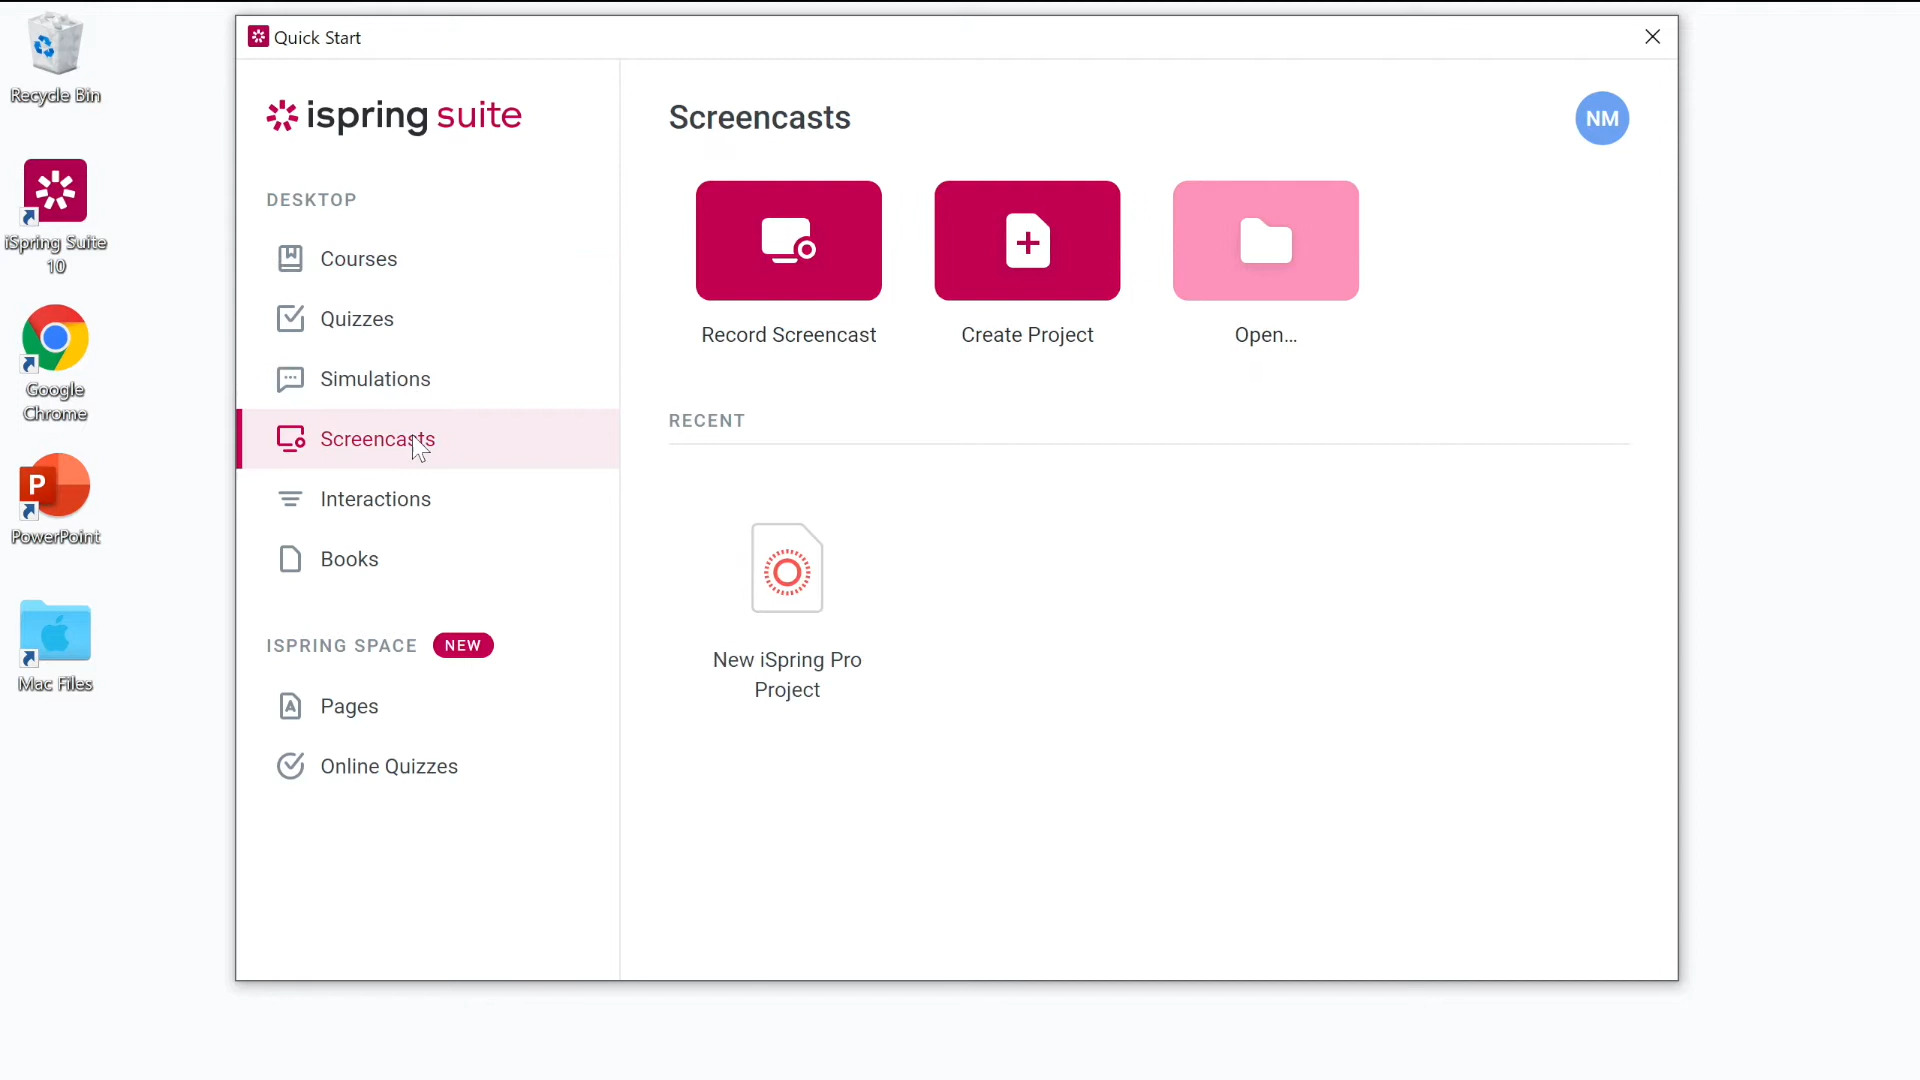 Recycle Bin
iSpring Suite
10
Google
Chrome
PowerPoint
Mac Files
Quick Start
ispring suite
DESKTOP
Courses
Quizzes
Simulations
Screencasts
Interactions
Books
ISPRING SPACE NEW
Pages
Online Quizzes
Screencasts
NM
Record Screencast
Create Project
Open...
RECENT
New iSpring Pro
Project